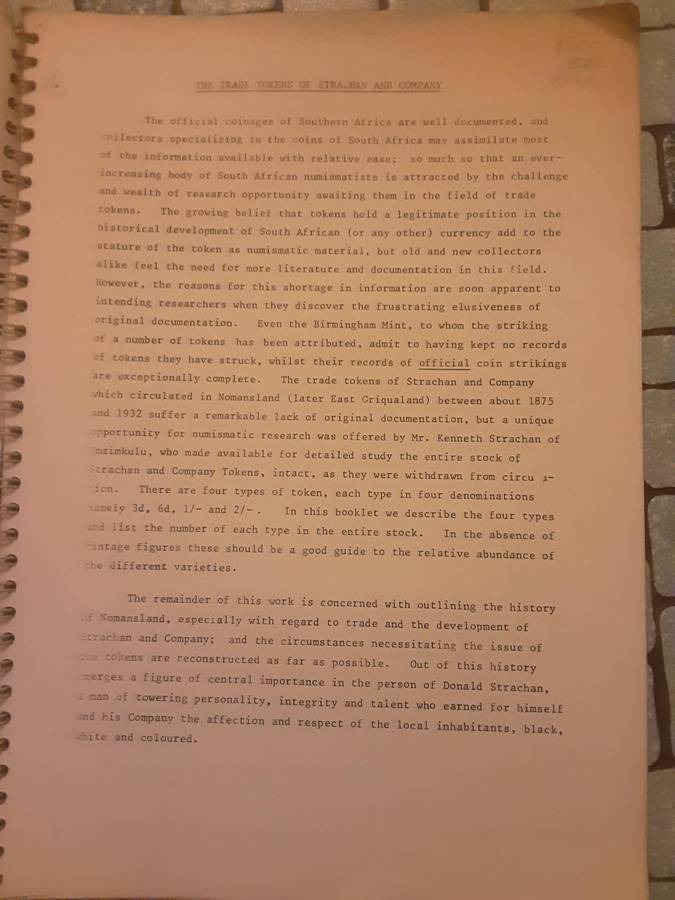 THE TRADE TOKENS OF STRACHAN AND COMPANY
The official coinages of Southern Africa are well documented, and
collectors specializing in the coins of South Africa may assimilate most
of the information available with relative ease; so much so that an ever-
increasing body of South African numismatists is attracted by the challenge
and wealth of research opportunity awaiting them in the field of trade
tokens. The growing belief that tokens hold a legitimate position in the
historical development of South African (or any other) currency add to the
stature of the token as numismatic material, but old and new collectors
alike feel the need for more literature and documentation in this field.
However, the reasons for this shortage in information are soon apparent to
intending researchers when they discover the frustrating elusiveness of
original documentation. Even the Birmingham Mint, to whom the striking
of a number of tokens has been attributed, admit to having kept no records
of tokens they have struck, whilst their records of official coin strikings
are exceptionally complete. The trade tokens of Strachan and Company
which circulated in Nomansland (later East Griqualand) between about 1875
and 1932 suffer a remarkable lack of original documentation, but a unique
opportunity for numismatic research was offered by Mr. Kenneth Strachan of
Umzimkulu, who made available for detailed study the entire stock of
Strachan and Company Tokens, intact, as they were withdrawn from circu a-
tion. There are four types of token, each type in four denominations
namely 3d, 6d, 1/- and 2/-. In this booklet we describe the four types
and list the number of each type in the entire stock. In the absence of
mintage figures these should be a good guide to the relative abundance of
the different varieties.
The remainder of this work is concerned with outlining the history
of Nomansland, especially with regard to trade and the development of
Strachan and Company; and the circumstances necessitating the issue of
the tokens are reconstructed as far as possible. Out of this history
emerges a figure of central importance in the person of Donald Strachan,
a man of towering personality, integrity and talent who earned for himself
and his Company the affection and respect of the local inhabitants, black,
white and coloured.